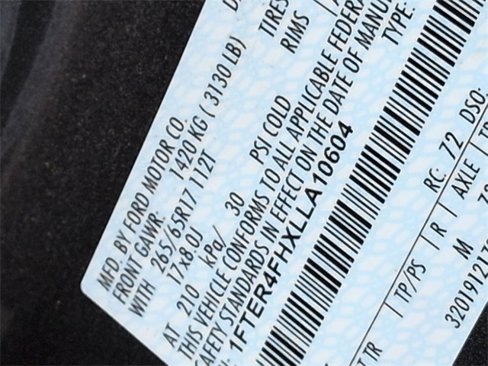 MFD. BY FORD MOTOR CO.
FRONT GAWR: 1420 KG ( 3130 LB)
WITH 265/65R17 112T TIRES
17x8.0J RIMS
AT 210 kPa/ 30 PSI COLD
THIS VEHICLE CONFORMS TO ALL APPLICABLE FEDER
SAFETY STANDARDS IN EFFECT ON THE DATE OF MANU
1FTER4FHXLLA10604 TYPE:
RC: 72 DSO:
TR | TP/PS | R | AXLE
M